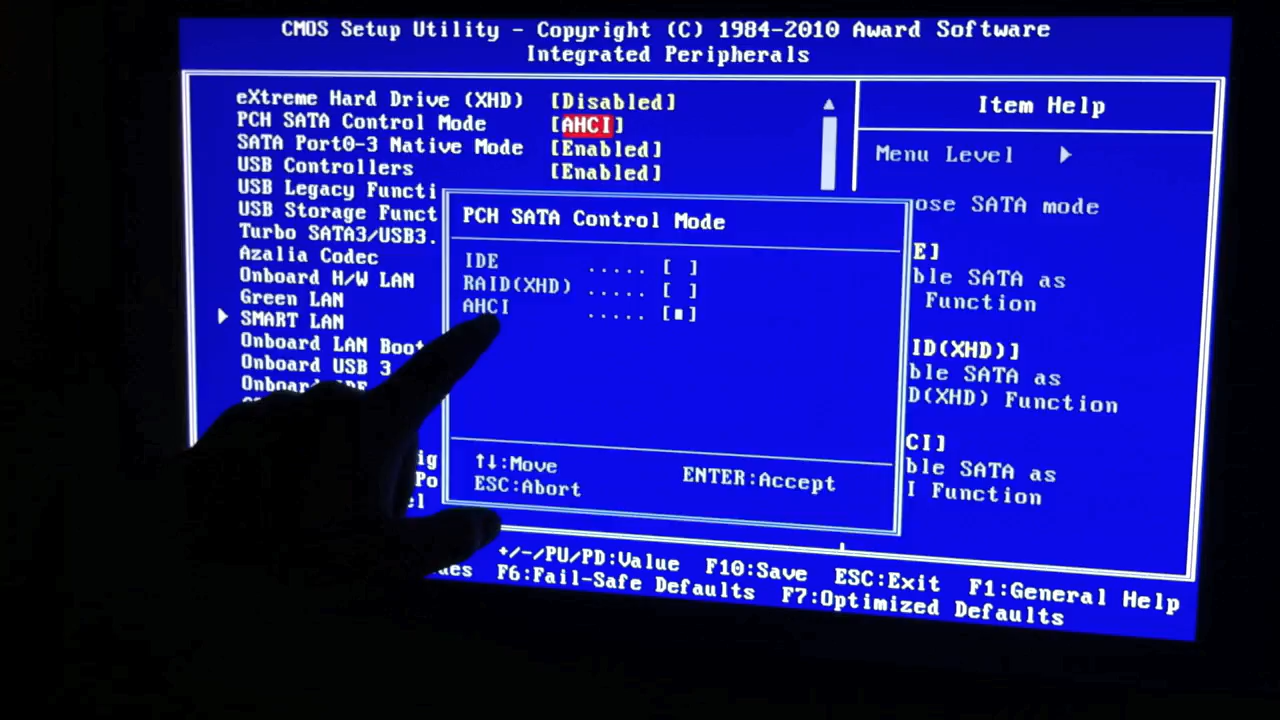 CMOS Setup Utility - Copyright (C) 1984-2010 Award Software
Integrated Peripherals
eXtreme Hard Drive (XHD) [Disabled]
PCH SATA Control Mode [AHCI]
SATA Port0-3 Native Mode [Enabled]
USB Controllers [Enabled]
USB Legacy Functi
USB Storage Funct
Turbo SATA3/USB3.
Azalia Codec
Onboard H/W LAN
Green LAN
SMART LAN
Onboard LAN Boot
Onboard USB 3
Onboard IDE
PCH SATA Control Mode
IDE ..... [ ]
RAID(XHD) ..... [ ]
AHCI ..... [■]
↑↓:Move ENTER:Accept
ESC:Abort
Item Help
Menu Level ▶
ose SATA mode
E]
ble SATA as
Function
ID(XHD)]
ble SATA as
D(XHD) Function
CI]
ble SATA as
I Function
+/-/PU/PD:Value F10:Save ESC:Exit F1:General Help
F6:Fail-Safe Defaults F7:Optimized Defaults